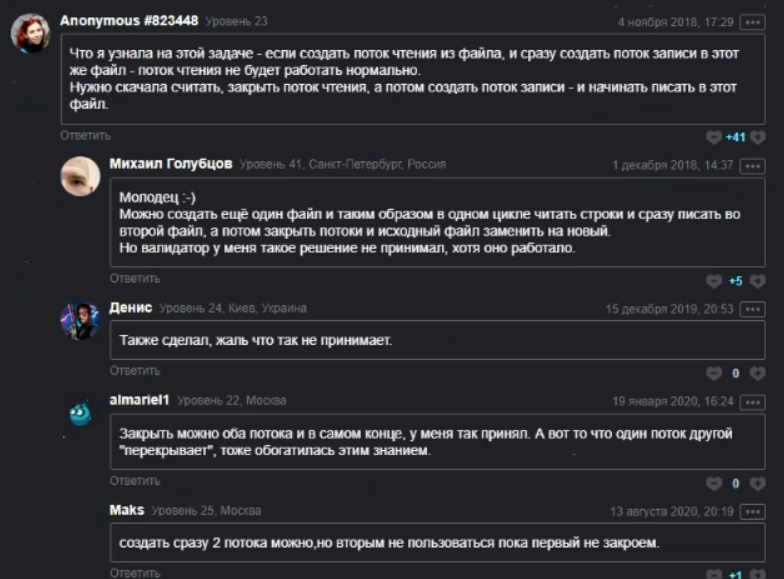 Anonymous #823448 Уровень 23 4 ноября 2018, 17:29
Что я узнала на этой задаче - если создать поток чтения из файла, и сразу создать поток записи в этот
же файл - поток чтения не будет работать нормально.
Нужно скачала считать, закрыть поток чтения, а потом создать поток записи - и начинать писать в этот
файл.
Ответить +41
Михаил Голубцов Уровень 41, Санкт-Петербург, Россия 1 декабря 2018, 14:37
Молодец :-)
Можно создать ещё один файл и таким образом в одном цикле читать строки и сразу писать во
второй файл, а потом закрыть потоки и исходный файл заменить на новый.
Но валидатор у меня такое решение не принимал, хотя оно работало.
Ответить +5
Денис Уровень 24, Киев, Украина 15 декабря 2019, 20:53
Также сделал, жаль что так не принимает.
Ответить 0
almariel1 Уровень 22, Москва 19 января 2020, 16:24
Закрыть можно оба потока и в самом конце, у меня так принял. А вот то что один поток другой
"перекрывает", тоже обогатилась этим знанием.
Ответить 0
Maks Уровень 25, Москва 13 августа 2020, 20:19
создать сразу 2 потока можно,но вторым не пользоваться пока первый не закроем.
Ответить +1